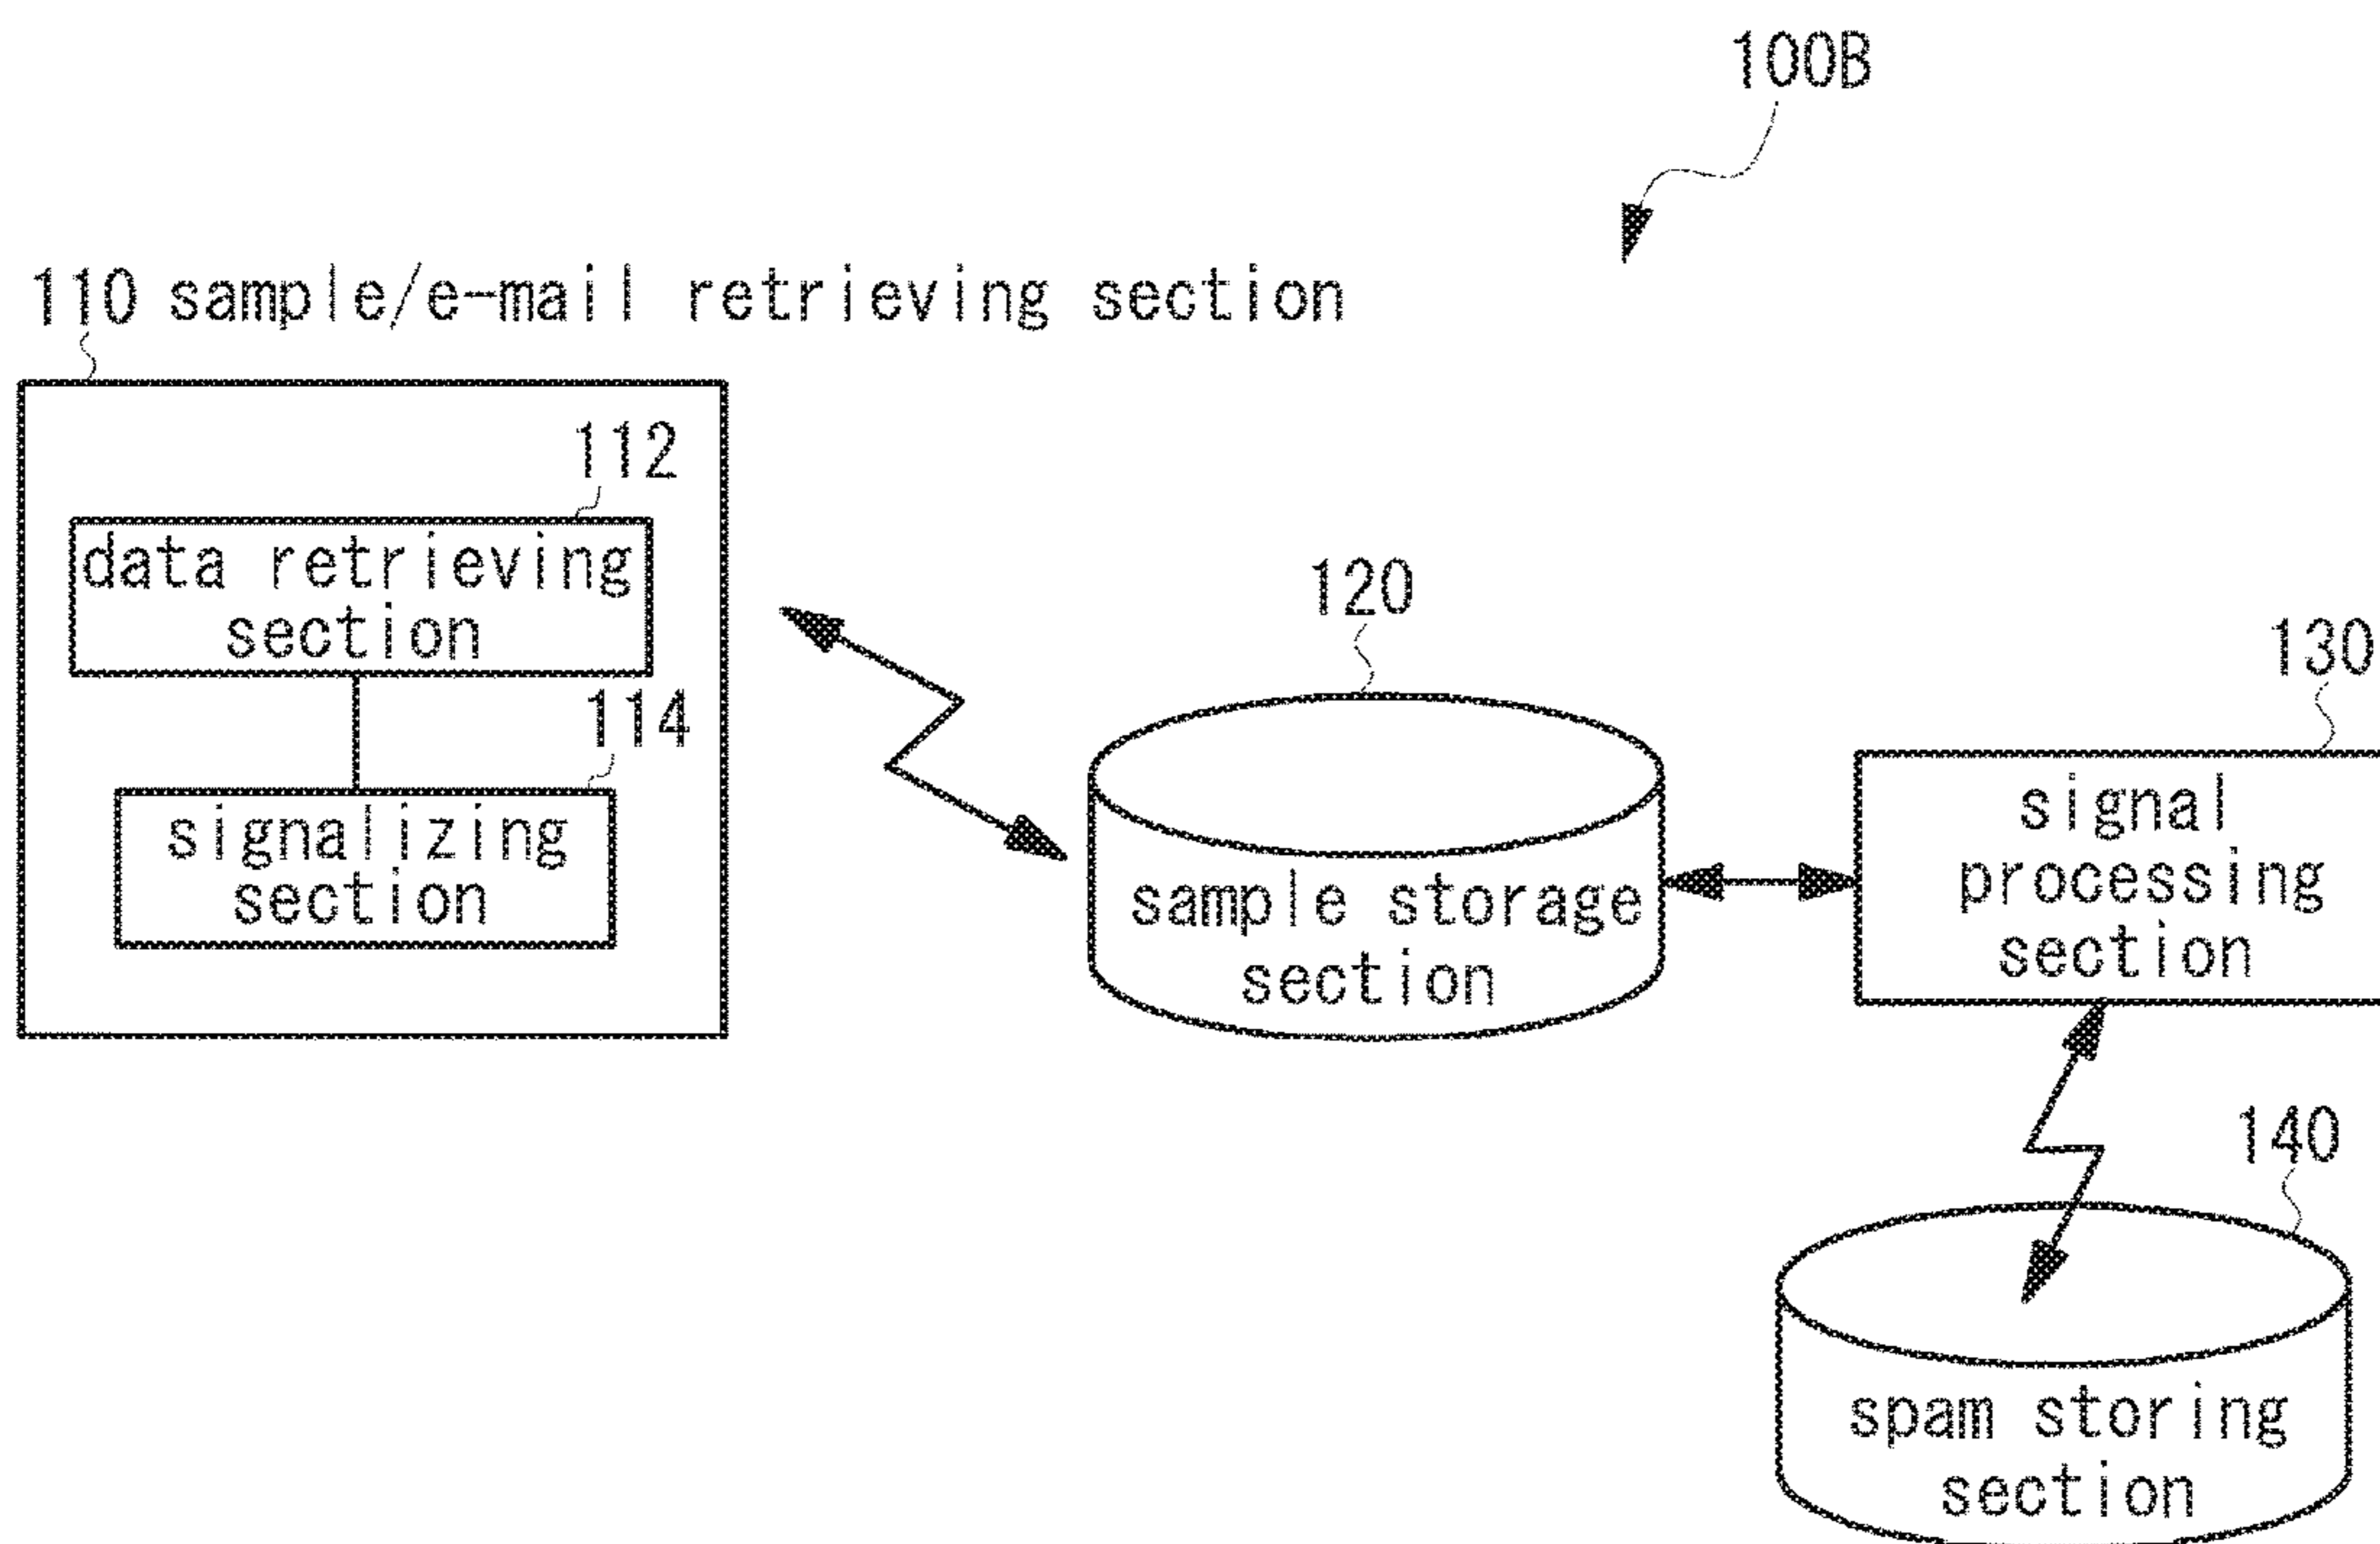 100B
110 sample/e-mail retrieving section
112
data retrieving
section
114
signalizing
section
120
sample storage
section
130
signal
processing
section
140
spam storing
section